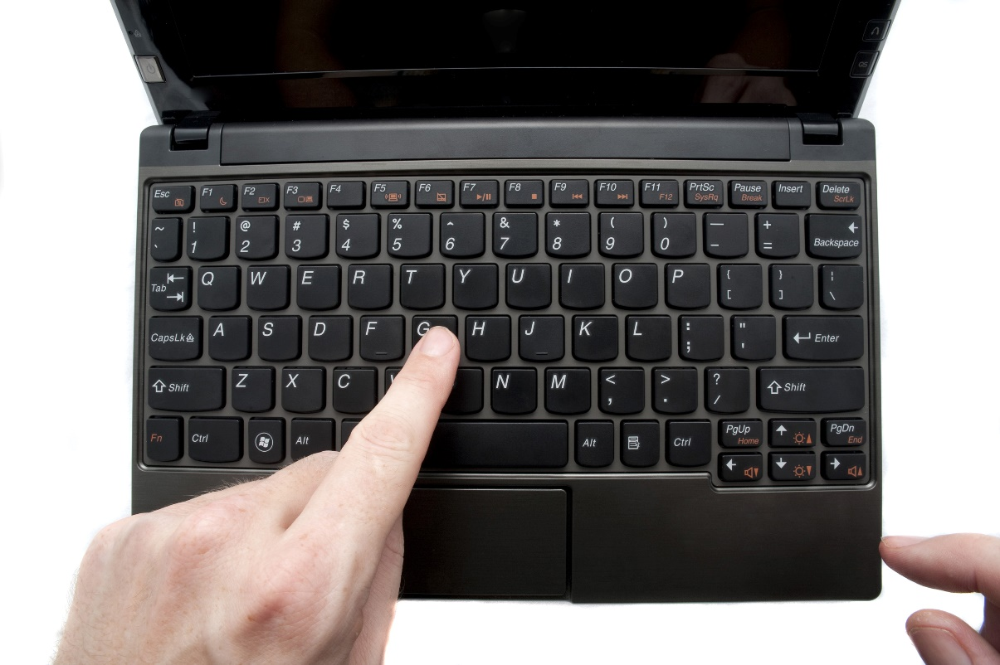 Esc F1 F2 F3 F4 F5 F6 F7 F8 F9 F10 F11 F12 PrtSc SysRq Pause Break Insert Delete ScrLk
~ ! @ # $ % ^ & * ( ) — +
` 1 2 3 4 5 6 7 8 9 0 - = Backspace
Tab Q W E R T Y U I O P { [ } ] ¦ \
CapsLk A S D F G H J K L : ; " ' Enter
Shift Z X C N M < , > . ? / Shift
Fn Ctrl Alt Alt Ctrl PgUp Home PgDn End